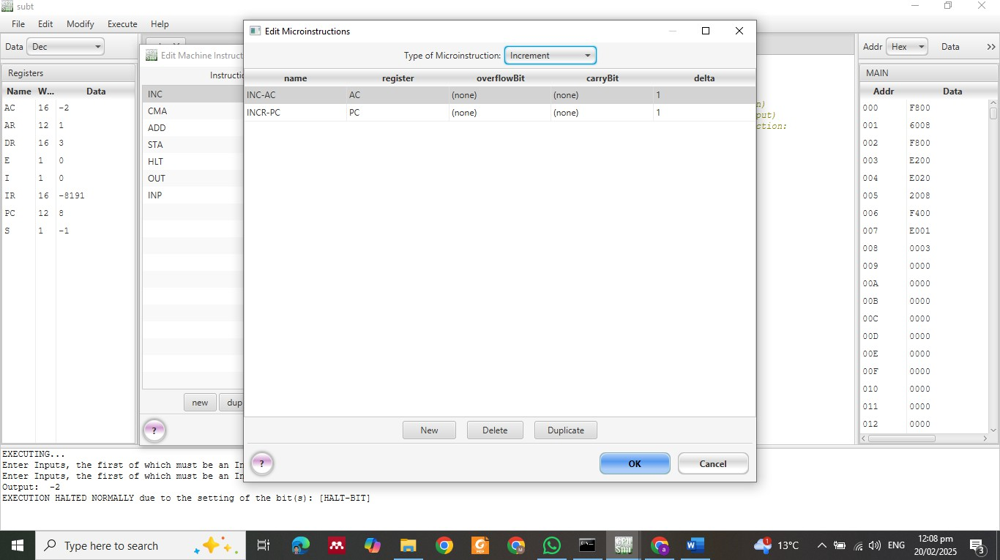 subt
File Edit Modify Execute Help
Data Dec
Registers
Name W... Data
AC 16 -2
AR 12 1
DR 16 3
E 1 0
I 1 0
IR 16 -8191
PC 12 8
S 1 -1
Edit Machine Instruct
Instructio
INC
CMA
ADD
STA
HLT
OUT
INP
new dup
?
Edit Microinstructions
Type of Microinstruction: Increment
name register overflowBit carryBit delta
INC-AC AC (none) (none) 1
INCR-PC PC (none) (none) 1
New Delete Duplicate
? OK Cancel
n)
put)
ction:
Addr Hex Data >>
MAIN
Addr Data
000 F800
001 6008
002 F800
003 E200
004 E020
005 2008
006 F400
007 E001
008 0003
009 0000
00A 0000
00B 0000
00C 0000
00D 0000
00E 0000
00F 0000
010 0000
011 0000
012 0000
EXECUTING...
Enter Inputs, the first of which must be an In
Enter Inputs, the first of which must be an In
Output: -2
EXECUTION HALTED NORMALLY due to the setting of the bit(s): [HALT-BIT]
Type here to search
13°C ENG 12:08 pm
20/02/2025